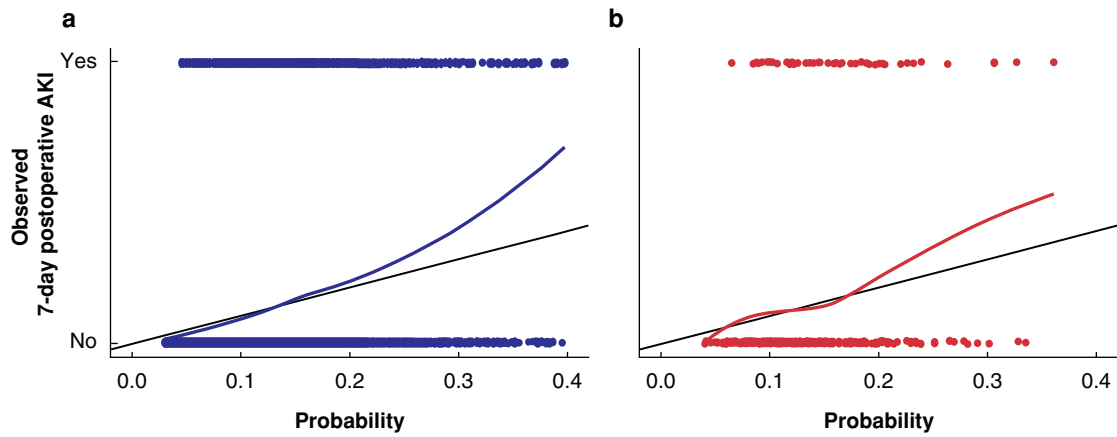 a
b
Observed
7-day postoperative AKI
Yes
No
0.0 0.1 0.2 0.3 0.4
0.0 0.1 0.2 0.3 0.4
Probability
Probability